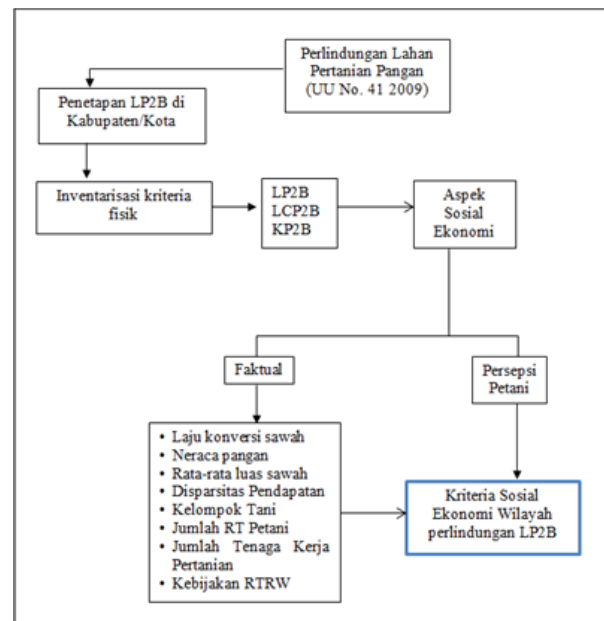 Perlindungan Lahan
Pertanian Pangan
(UU No. 41 2009)
Penetapan LP2B di
Kabupaten/Kota
Inventarisasi kriteria
fisik
LP2B
LCP2B
KP2B
Aspek
Sosial
Ekonomi
Faktual
Persepsi
Petani
• Laju konversi sawah
• Neraca pangan
• Rata-rata luas sawah
• Disparsitas Pendapatan
• Kelompok Tani
• Jumlah RT Petani
• Jumlah Tenaga Kerja
Pertanian
• Kebijakan RTRW
Kriteria Sosial
Ekonomi Wilayah
perlindungan LP2B